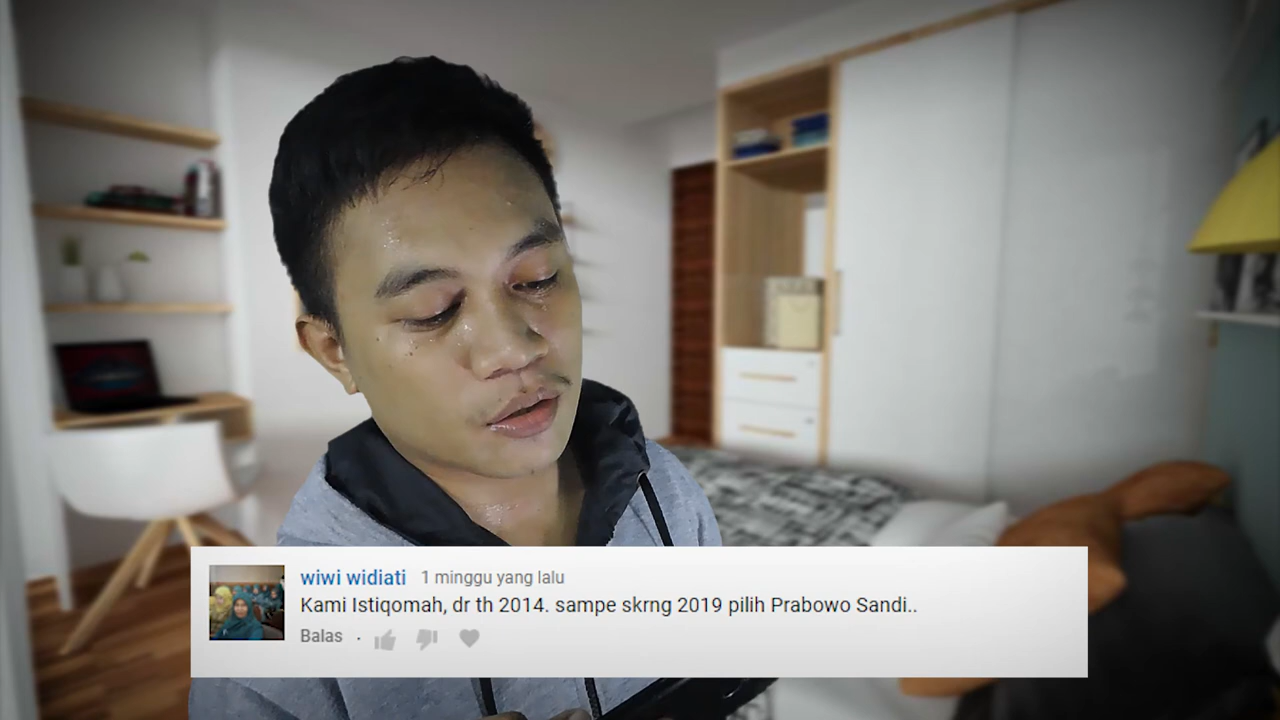 wiwi widiati 1 minggu yang lalu
Kami Istiqomah, dr th 2014. sampe skrng 2019 pilih Prabowo Sandi..
Balas